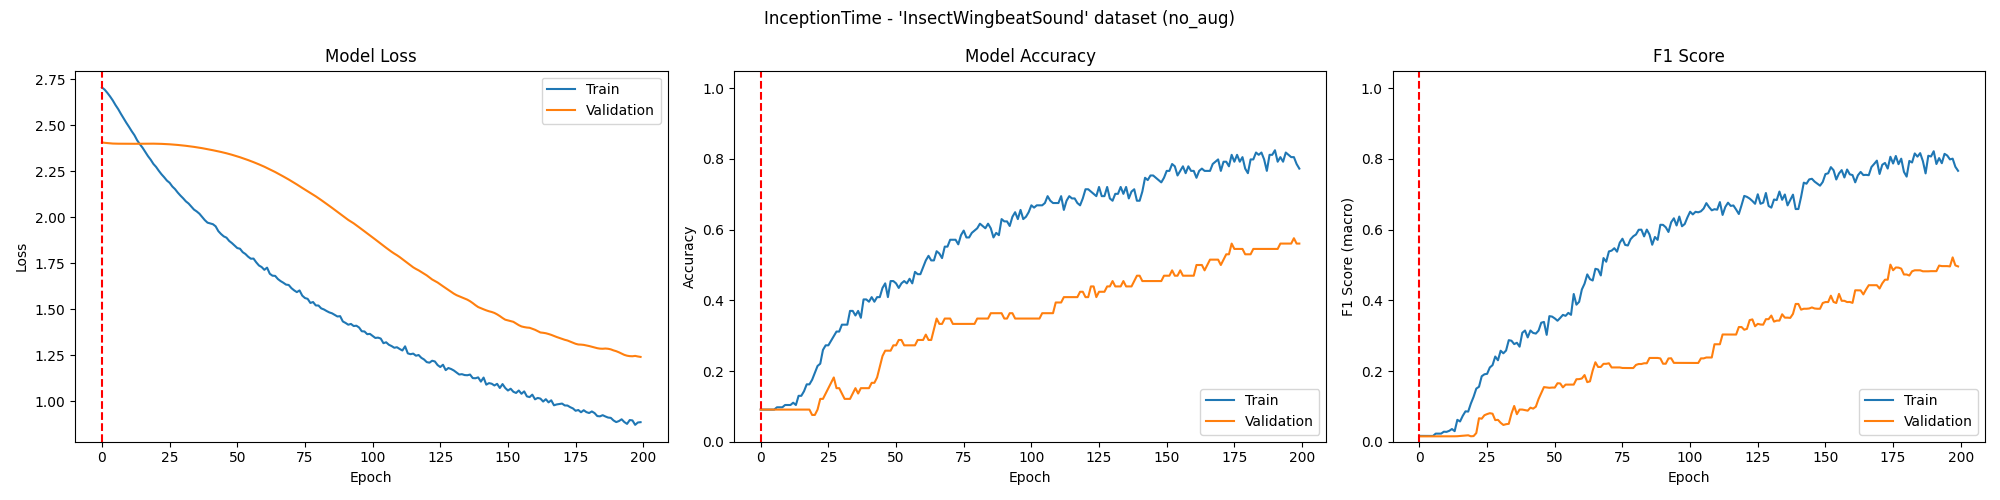 InceptionTime - 'InsectWingbeatSound' dataset (no_aug)
Model Loss
Loss
2.75
2.50
2.25
2.00
1.75
1.50
1.25
1.00
0
25
50
75
100
125
150
175
200
Epoch
Train
Validation
Model Accuracy
Accuracy
1.0
0.8
0.6
0.4
0.2
0.0
0
25
50
75
100
125
150
175
200
Epoch
Train
Validation
F1 Score
F1 Score (macro)
1.0
0.8
0.6
0.4
0.2
0.0
0
25
50
75
100
125
150
175
200
Epoch
Train
Validation